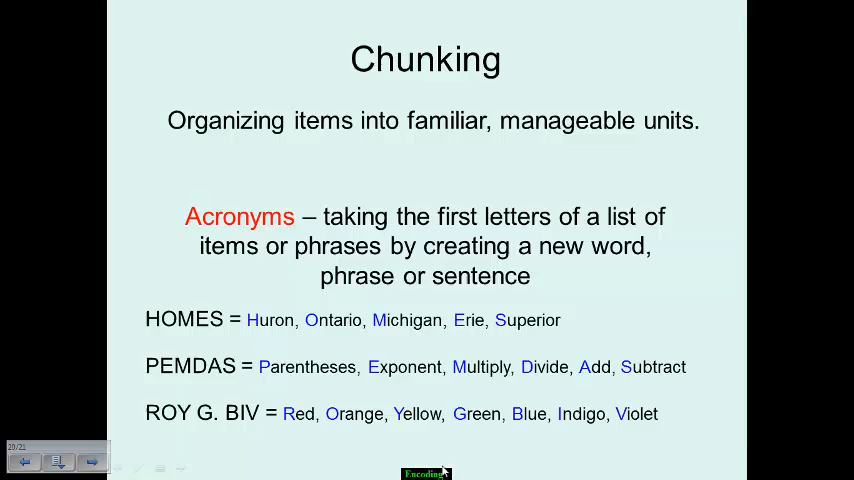 Chunking
Organizing items into familiar, manageable units.
Acronyms – taking the first letters of a list of
items or phrases by creating a new word,
phrase or sentence
HOMES = Huron, Ontario, Michigan, Erie, Superior
PEMDAS = Parentheses, Exponent, Multiply, Divide, Add, Subtract
ROY G. BIV = Red, Orange, Yellow, Green, Blue, Indigo, Violet
20/21
Encoding